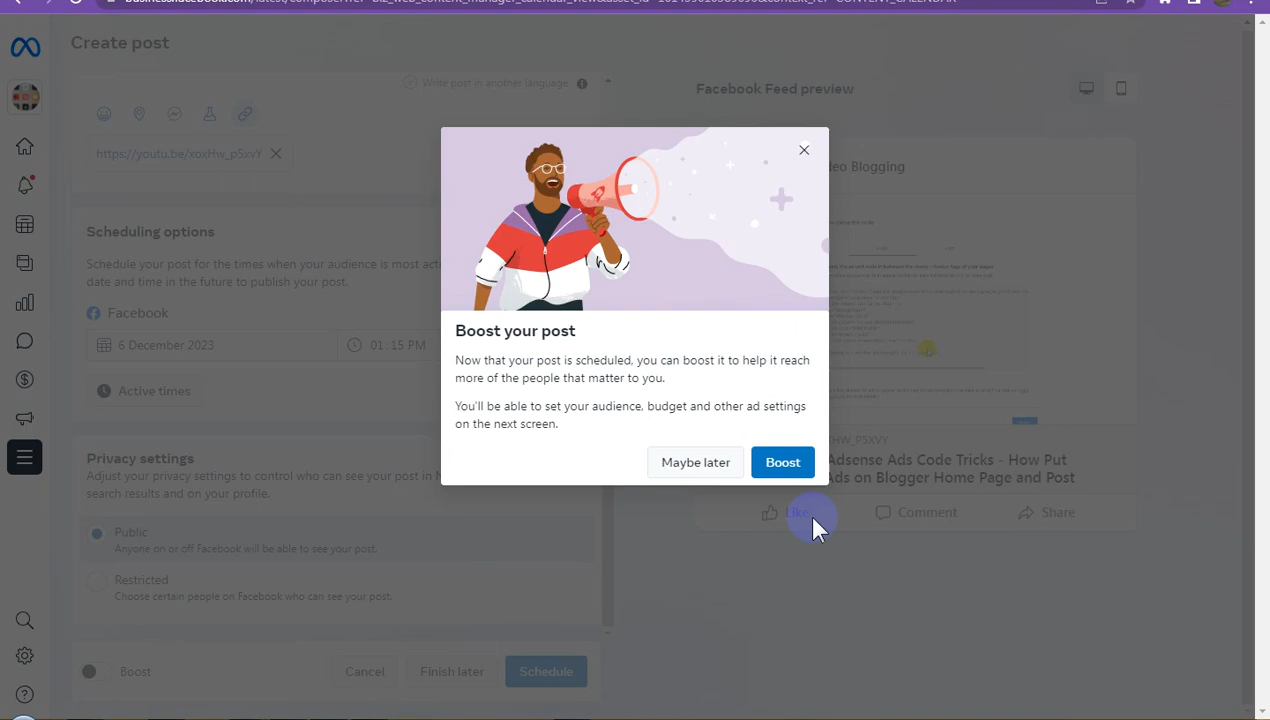 Create post
Write post in another language
https://youtu.be/xoxHw_p5xvY
Scheduling options
Schedule your post for the times when your audience is most acti
date and time in the future to publish your post.
Facebook
6 December 2023
01:15 PM
Active times
Privacy settings
Adjust your privacy settings to control who can see your post in
search results and on your profile.
Public
Anyone on or off Facebook will be able to see your post.
Restricted
Choose certain people on Facebook who can see your post.
Boost
Cancel
Finish later
Schedule
Boost your post
Now that your post is scheduled, you can boost it to help it reach
more of the people that matter to you.
You'll be able to set your audience, budget and other ad settings
on the next screen.
Maybe later
Boost
Facebook Feed preview
deo Blogging
HW_P5XVY
Adsense Ads Code Tricks - How Put
Ads on Blogger Home Page and Post
Like
Comment
Share